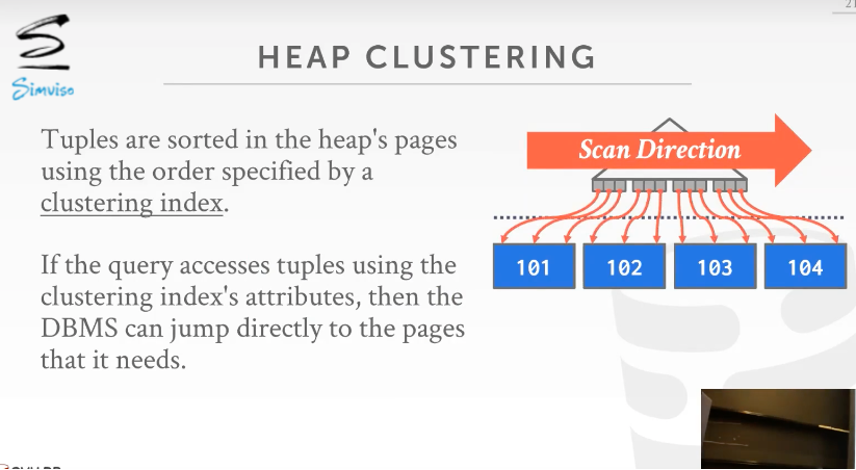 21
Simviso
HEAP CLUSTERING
Tuples are sorted in the heap's pages
using the order specified by a
clustering index.
If the query accesses tuples using the
clustering index's attributes, then the
DBMS can jump directly to the pages
that it needs.
Scan Direction
101 102 103 104